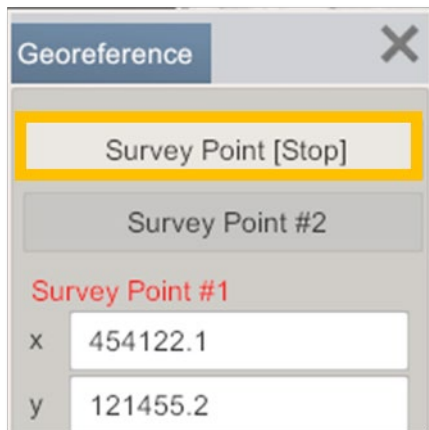 Georeference
Survey Point [Stop]
Survey Point #2
Survey Point #1
x 454122.1
y 121455.2